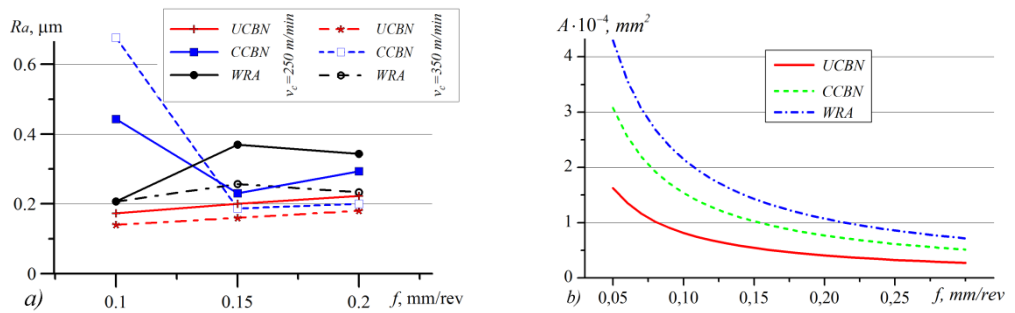 Ra, µm
0.6
0.4
0.2
0
0.1
0.15
0.2
f, mm/rev
a)
UCBN
CCBN
WRA
v_c=250 m/min
UCBN
CCBN
WRA
v_c=350 m/min
A·10⁻⁴, mm²
4
3
2
1
0
0,05
0,10
0,15
0,20
0,25
f, mm/rev
b)
UCBN
CCBN
WRA